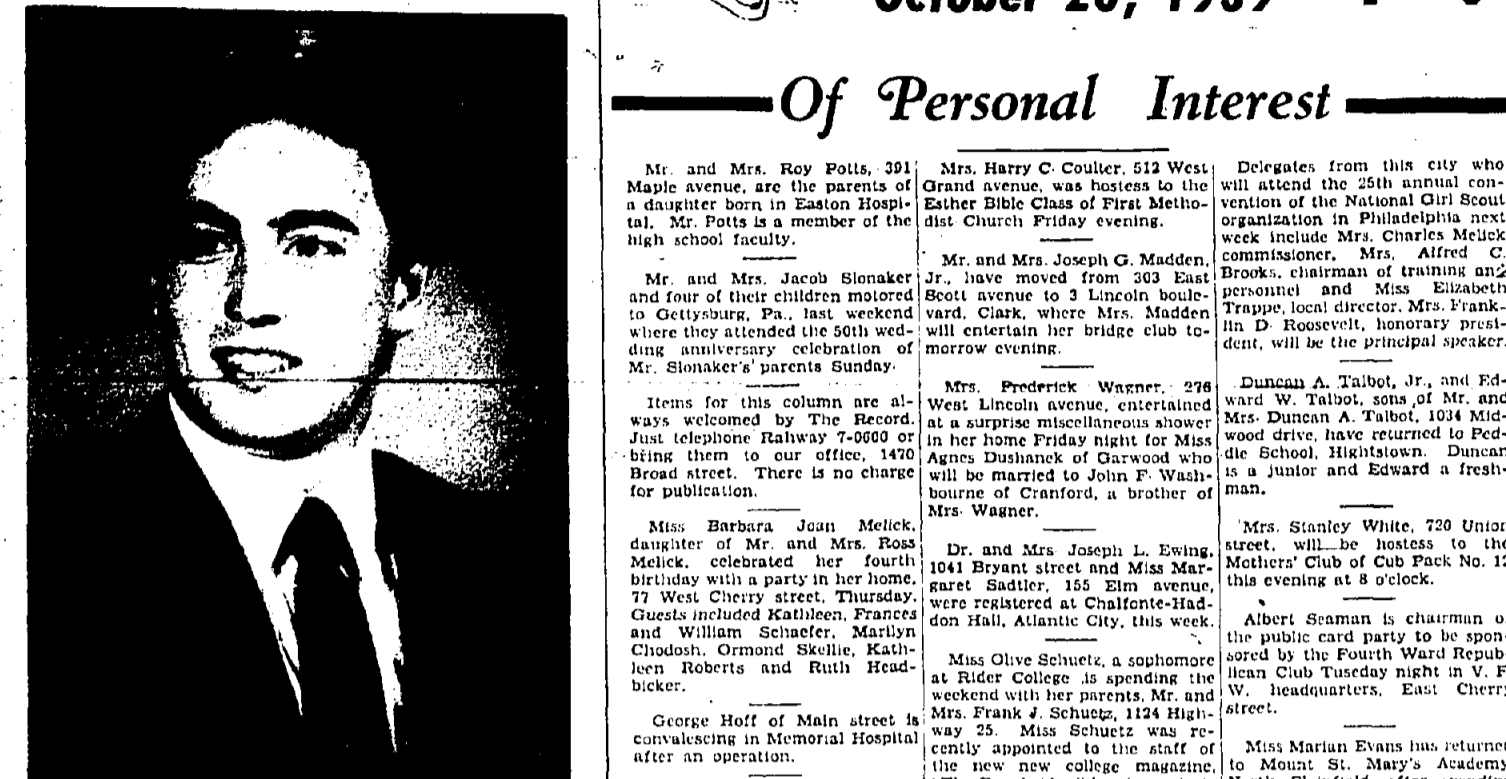 October 20, 1939
Of Personal Interest
Mr. and Mrs. Roy Potts, 391
Maple avenue, are the parents of
a daughter born in Easton Hospi-
tal. Mr. Potts is a member of the
high school faculty.
Mr. and Mrs. Jacob Slonaker
and four of their children motored
to Gettysburg, Pa., last weekend
where they attended the 50th wed-
ding anniversary celebration of
Mr. Slonaker's parents Sunday.
Items for this column are al-
ways welcomed by The Record.
Just telephone Rahway 7-0600 or
bring them to our office, 1470
Broad street. There is no charge
for publication.
Miss Barbara Joan Melick,
daughter of Mr. and Mrs. Ross
Melick, celebrated her fourth
birthday with a party in her home,
77 West Cherry street, Thursday.
Guests included Kathleen, Frances
and William Schaefer, Marilyn
Chodosh, Ormond Skellie, Kath-
leen Roberts and Ruth Head-
bicker.
George Hoff of Main street is
convalescing in Memorial Hospital
after an operation.
Mrs. Harry C. Coulter, 512 West
Grand avenue, was hostess to the
Esther Bible Class of First Metho-
dist Church Friday evening.
Mr. and Mrs. Joseph G. Madden,
Jr., have moved from 303 East
Scott avenue to 3 Lincoln boule-
vard, Clark, where Mrs. Madden
will entertain her bridge club to-
morrow evening.
Mrs. Frederick Wagner, 276
West Lincoln avenue, entertained
at a surprise miscellaneous shower
in her home Friday night for Miss
Agnes Dushanek of Garwood who
will be married to John F. Wash-
bourne of Cranford, a brother of
Mrs. Wagner.
Dr. and Mrs Joseph L. Ewing,
1041 Bryant street and Miss Mar-
garet Sadtler, 155 Elm avenue,
were registered at Chalfonte-Had-
don Hall, Atlantic City, this week.
Miss Olive Schuetz, a sophomore
at Rider College is spending the
weekend with her parents, Mr. and
Mrs. Frank J. Schuetz, 1124 High-
way 25. Miss Schuetz was re-
cently appointed to the staff of
the new new college magazine,
Delegates from this city who
will attend the 25th annual con-
vention of the National Girl Scout
organization in Philadelphia next
week include Mrs. Charles Melick
commissioner, Mrs. Alfred C.
Brooks, chairman of training and
personnel and Miss Elizabeth
Trappe, local director. Mrs. Frank-
lin D. Roosevelt, honorary presi-
dent, will be the principal speaker.
Duncan A. Talbot, Jr., and Ed-
ward W. Talbot, sons of Mr. and
Mrs. Duncan A. Talbot, 1034 Mid-
wood drive, have returned to Ped-
die School, Hightstown. Duncan
is a junior and Edward a fresh-
man.
Mrs. Stanley White, 720 Union
street, will be hostess to the
Mothers' Club of Cub Pack No. 12
this evening at 8 o'clock.
Albert Seaman is chairman of
the public card party to be spon-
sored by the Fourth Ward Repub-
lican Club Tuseday night in V. F
W. headquarters, East Cherry
street.
Miss Marian Evans has returned
to Mount St. Mary's Academy